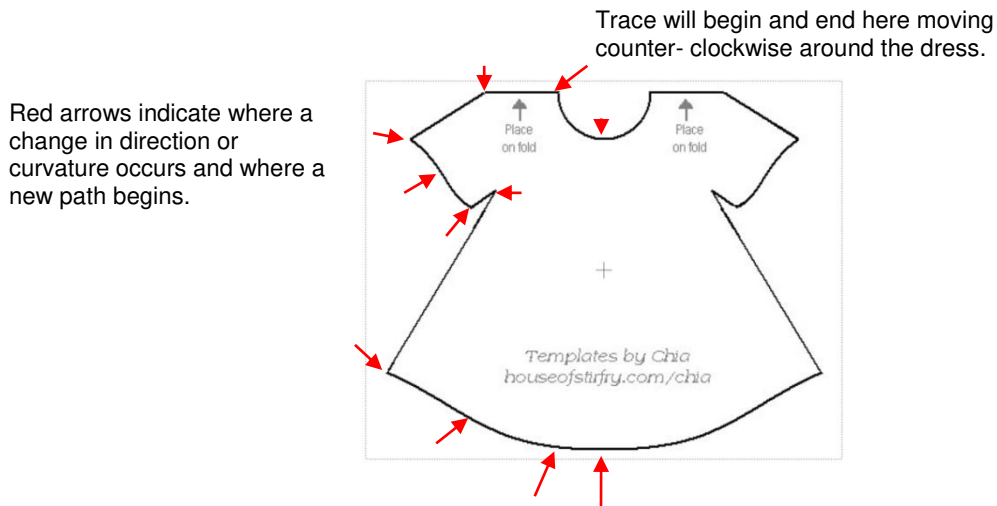 Trace will begin and end here moving
counter- clockwise around the dress.
Red arrows indicate where a
change in direction or
curvature occurs and where a
new path begins.
Place
on fold
Place
on fold
Templates by Chia
houseofstirfry.com/chia